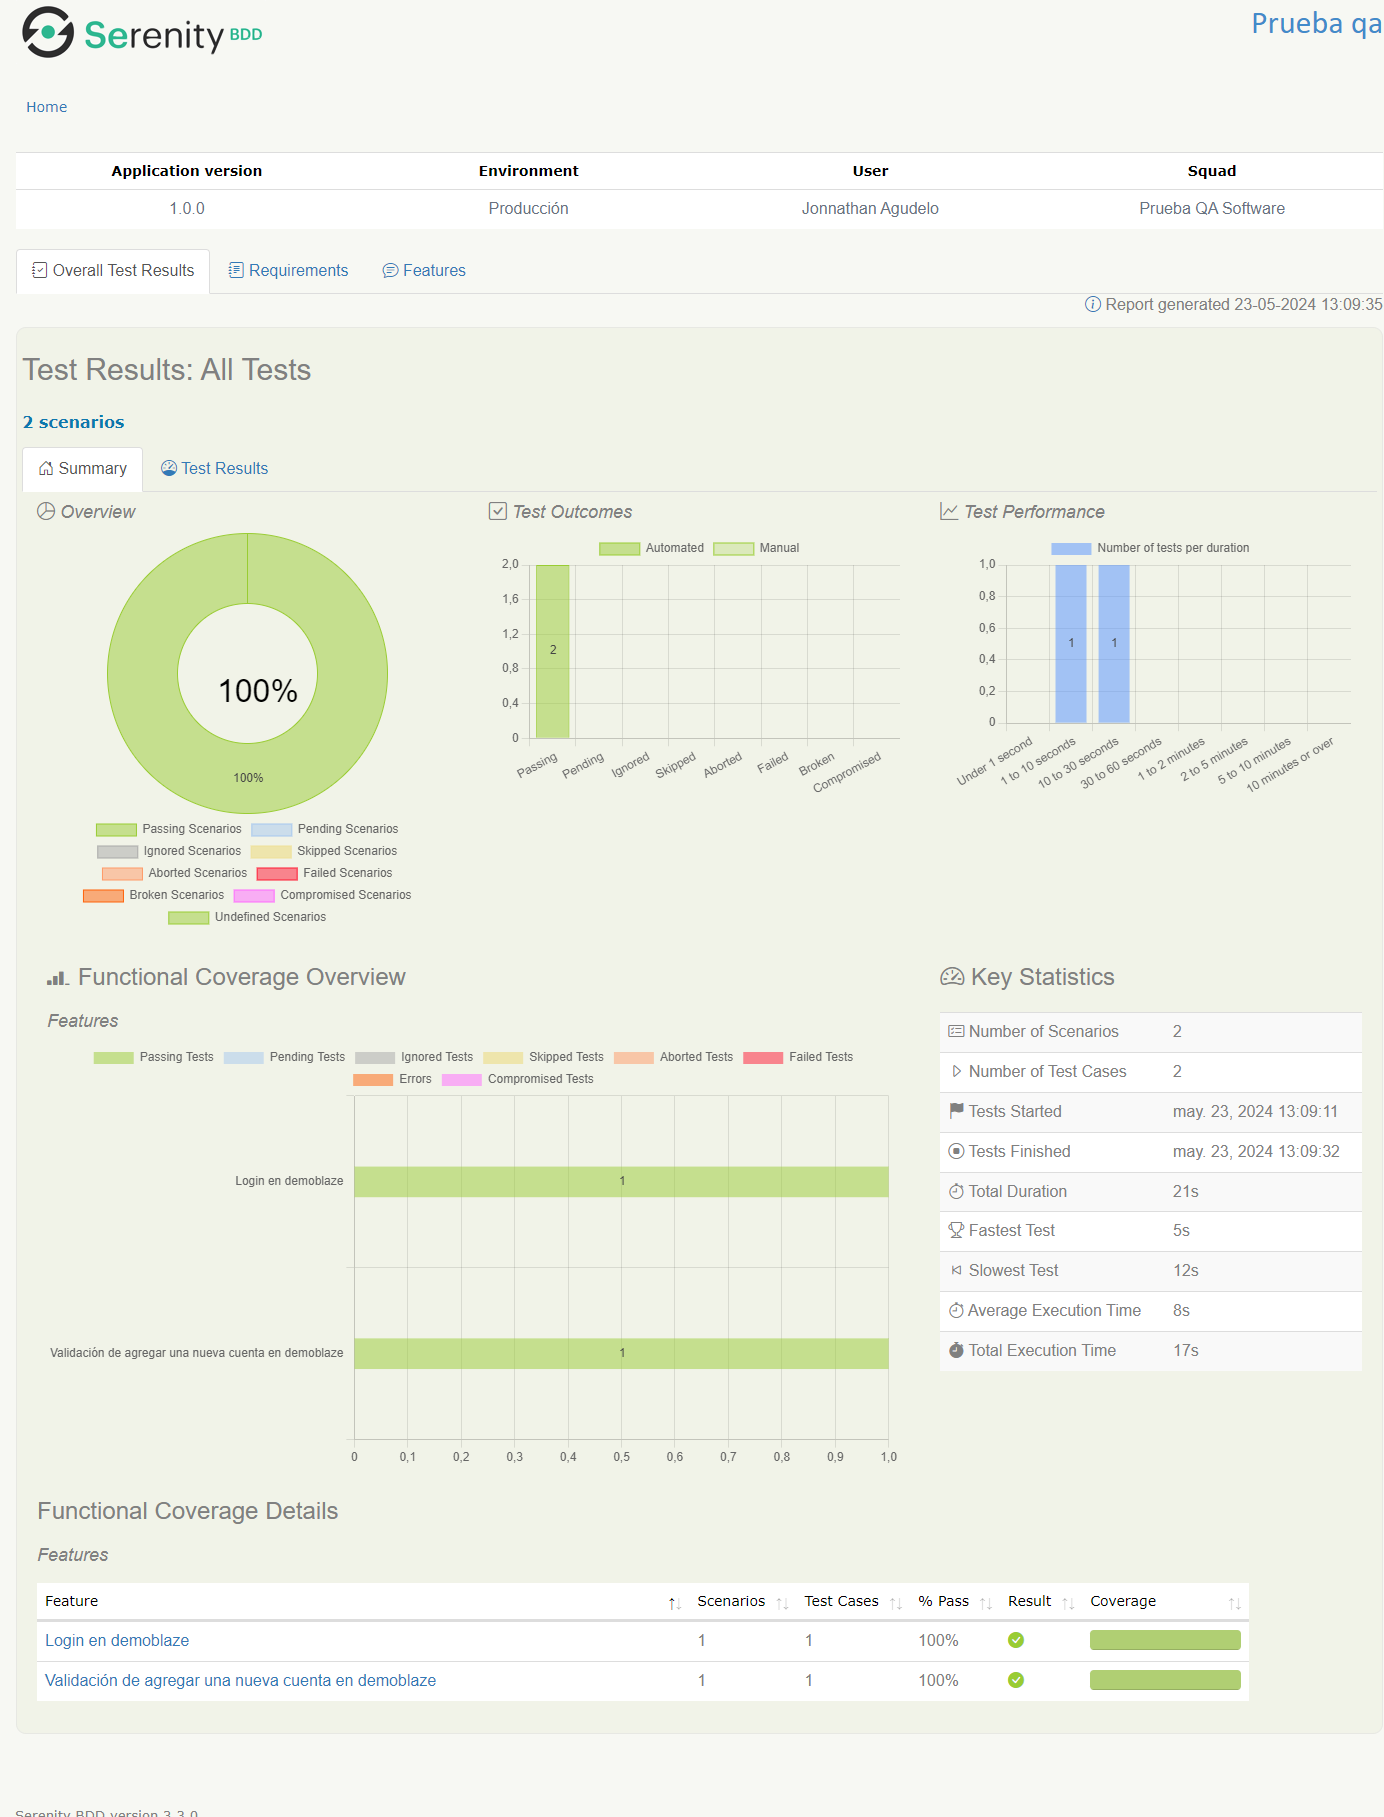 Serenity BDD
Prueba qa
Home
Application version Environment User Squad
1.0.0 Producción Jonnathan Agudelo Prueba QA Software
Overall Test Results Requirements Features
Report generated 23-05-2024 13:09:35
Test Results: All Tests
2 scenarios
Summary Test Results
Overview
100%
100%
Passing Scenarios Pending Scenarios
Ignored Scenarios Skipped Scenarios
Aborted Scenarios Failed Scenarios
Broken Scenarios Compromised Scenarios
Undefined Scenarios
Test Outcomes
Automated Manual
2,0
1,6
1,2
0,8
0,4
0
2
Passing Pending Ignored Skipped Aborted Failed Broken Compromised
Test Performance
Number of tests per duration
1,0
0,8
0,6
0,4
0,2
0
1 1
Under 1 second 1 to 10 seconds 10 to 30 seconds 30 to 60 seconds 1 to 2 minutes 2 to 5 minutes 5 to 10 minutes 10 minutes or over
Functional Coverage Overview
Features
Passing Tests Pending Tests Ignored Tests Skipped Tests Aborted Tests Failed Tests
Errors Compromised Tests
Login en demoblaze 1
Validación de agregar una nueva cuenta en demoblaze 1
0 0,1 0,2 0,3 0,4 0,5 0,6 0,7 0,8 0,9 1,0
Key Statistics
Number of Scenarios 2
Number of Test Cases 2
Tests Started may. 23, 2024 13:09:11
Tests Finished may. 23, 2024 13:09:32
Total Duration 21s
Fastest Test 5s
Slowest Test 12s
Average Execution Time 8s
Total Execution Time 17s
Functional Coverage Details
Features
Feature Scenarios Test Cases % Pass Result Coverage
Login en demoblaze 1 1 100%
Validación de agregar una nueva cuenta en demoblaze 1 1 100%
Serenity BDD version 3.3.0